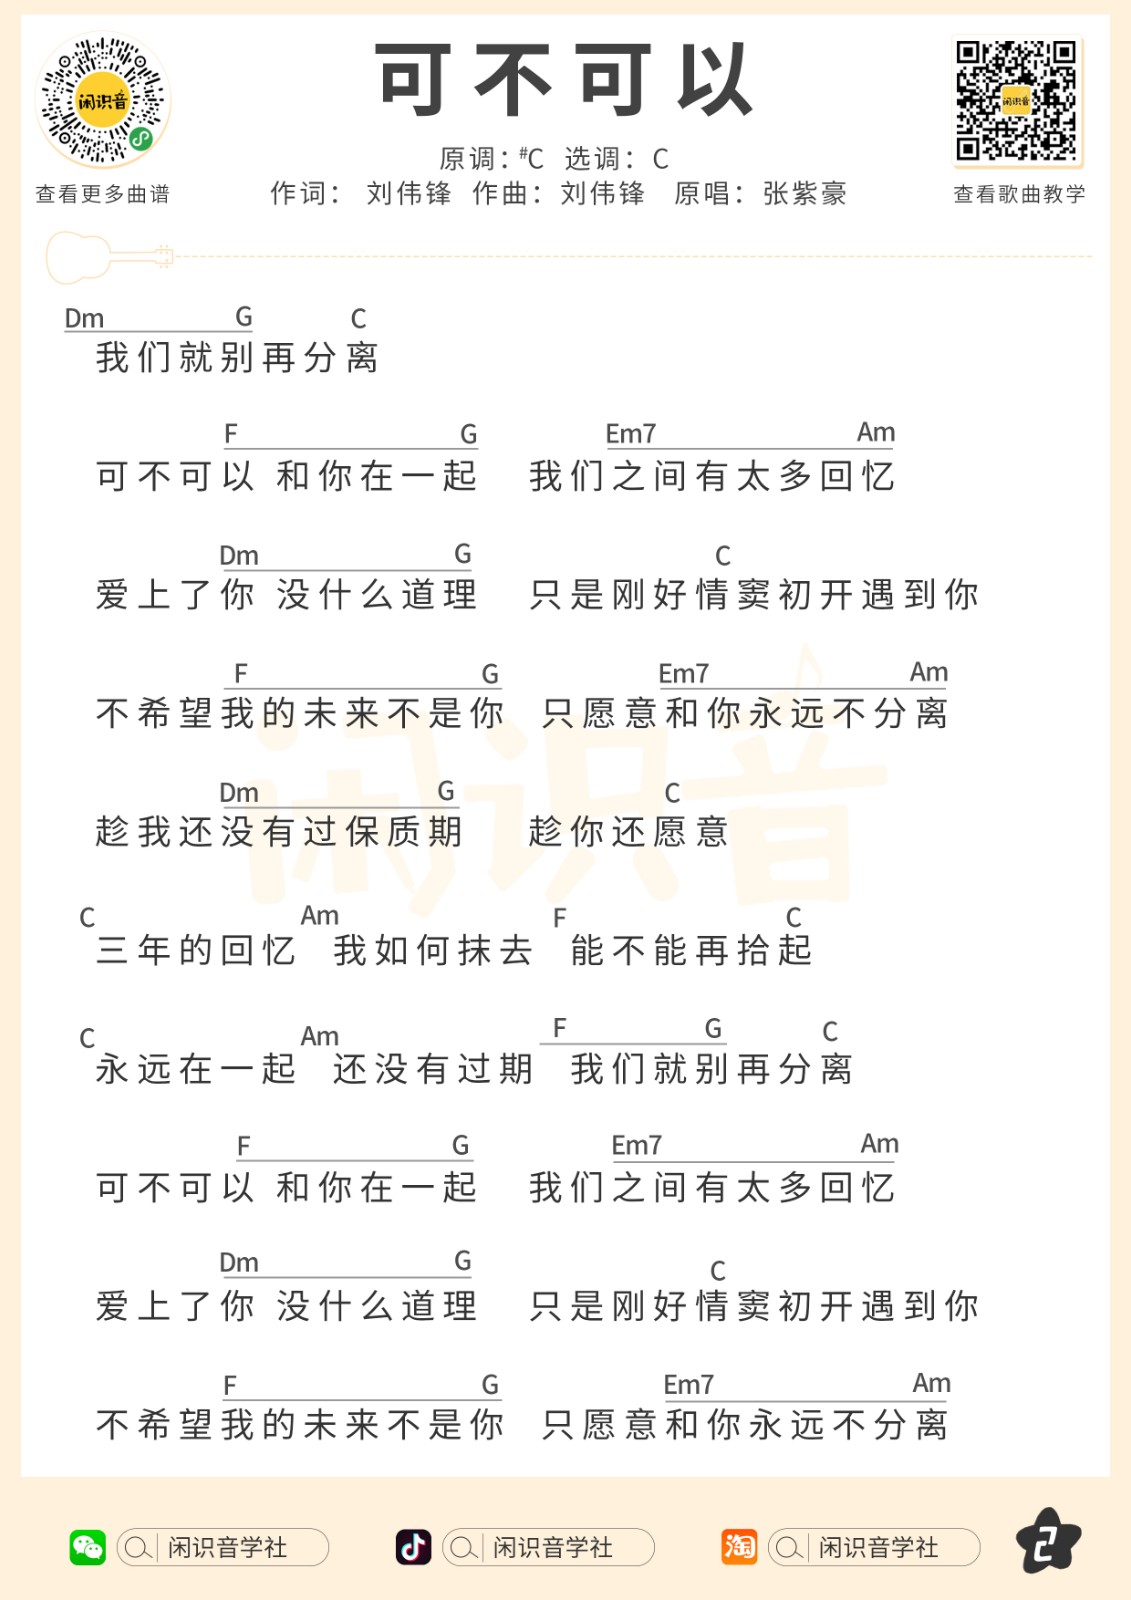 闲识音
查看更多曲谱
可不可以
原调：#C 选调：C
作词： 刘伟锋 作曲：刘伟锋 原唱：张紫豪
闲识音
查看歌曲教学
Dm G C
我们就别再分离
F G Em7 Am
可不可以 和你在一起 我们之间有太多回忆
Dm G C
爱上了你 没什么道理 只是刚好情窦初开遇到你
F G Em7 Am
不希望我的未来不是你 只愿意和你永远不分离
Dm G C
趁我还没有过保质期 趁你还愿意
闲识音
C Am F C
三年的回忆 我如何抹去 能不能再拾起
C Am F G C
永远在一起 还没有过期 我们就别再分离
F G Em7 Am
可不可以 和你在一起 我们之间有太多回忆
Dm G C
爱上了你 没什么道理 只是刚好情窦初开遇到你
F G Em7 Am
不希望我的未来不是你 只愿意和你永远不分离
闲识音学社 闲识音学社 淘 闲识音学社 2